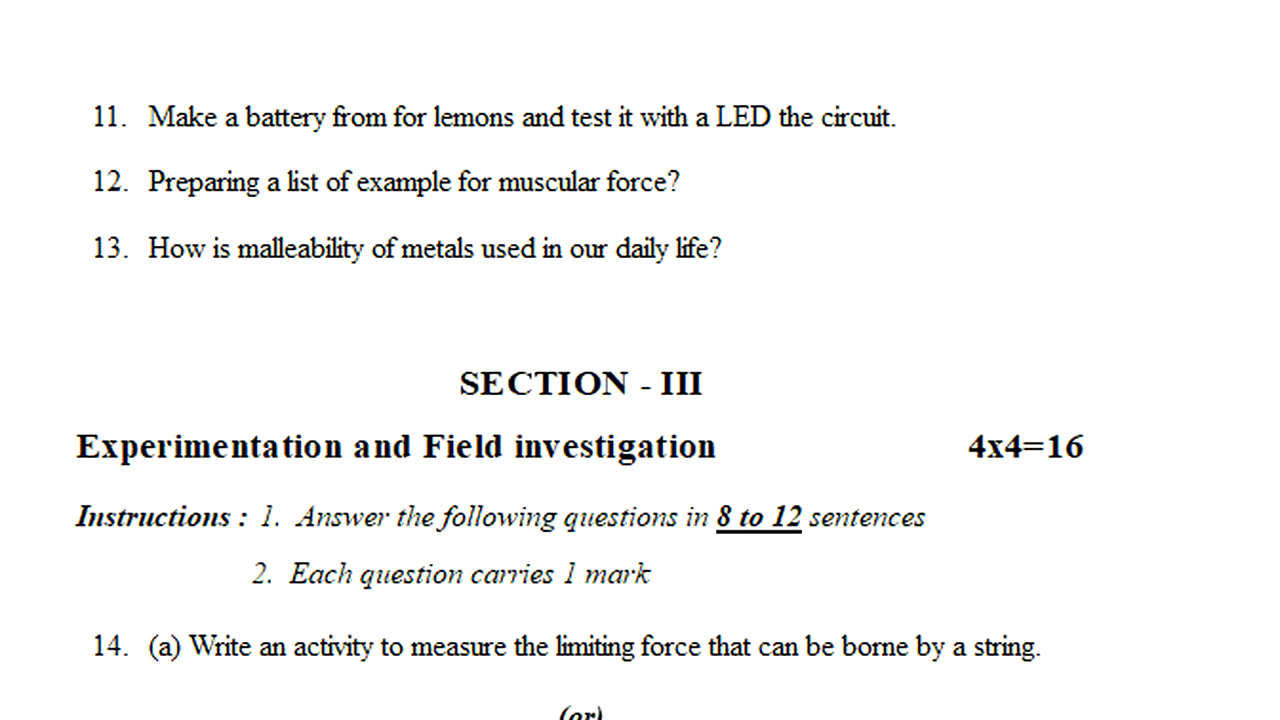 11. Make a battery from for lemons and test it with a LED the circuit.
12. Preparing a list of example for muscular force?
13. How is malleability of metals used in our daily life?
SECTION - III
Experimentation and Field investigation 4x4=16
Instructions : 1. Answer the following questions in 8 to 12 sentences
2. Each question carries 1 mark
14. (a) Write an activity to measure the limiting force that can be borne by a string.
(or)